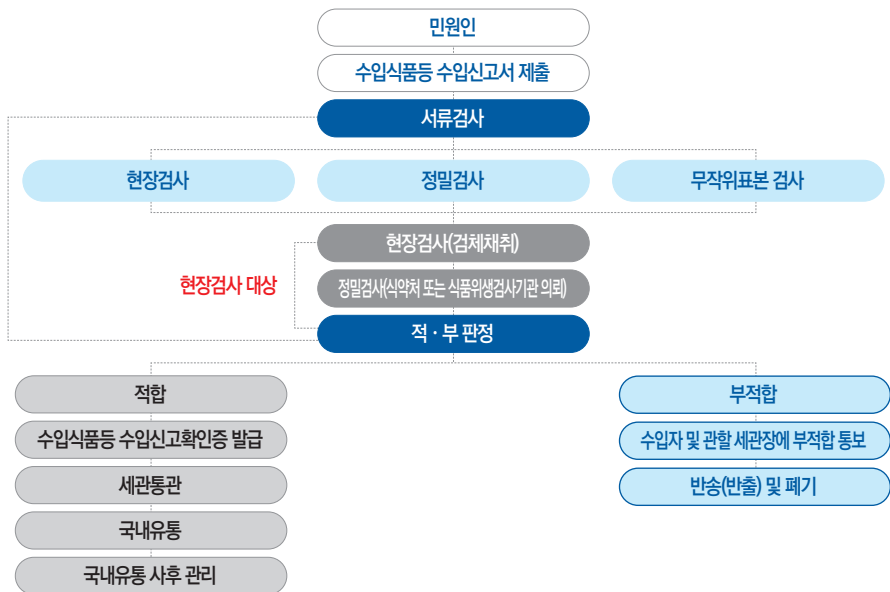 민원인
수입식품등 수입신고서 제출
서류검사
현장검사
정밀검사
무작위표본 검사
현장검사(검체채취)
현장검사 대상
정밀검사(식약처 또는 식품위생검사기관 의뢰)
적 · 부 판정
적합
수입식품등 수입신고확인증 발급
세관통관
국내유통
국내유통 사후 관리
부적합
수입자 및 관할 세관장에 부적합 통보
반송(반출) 및 폐기